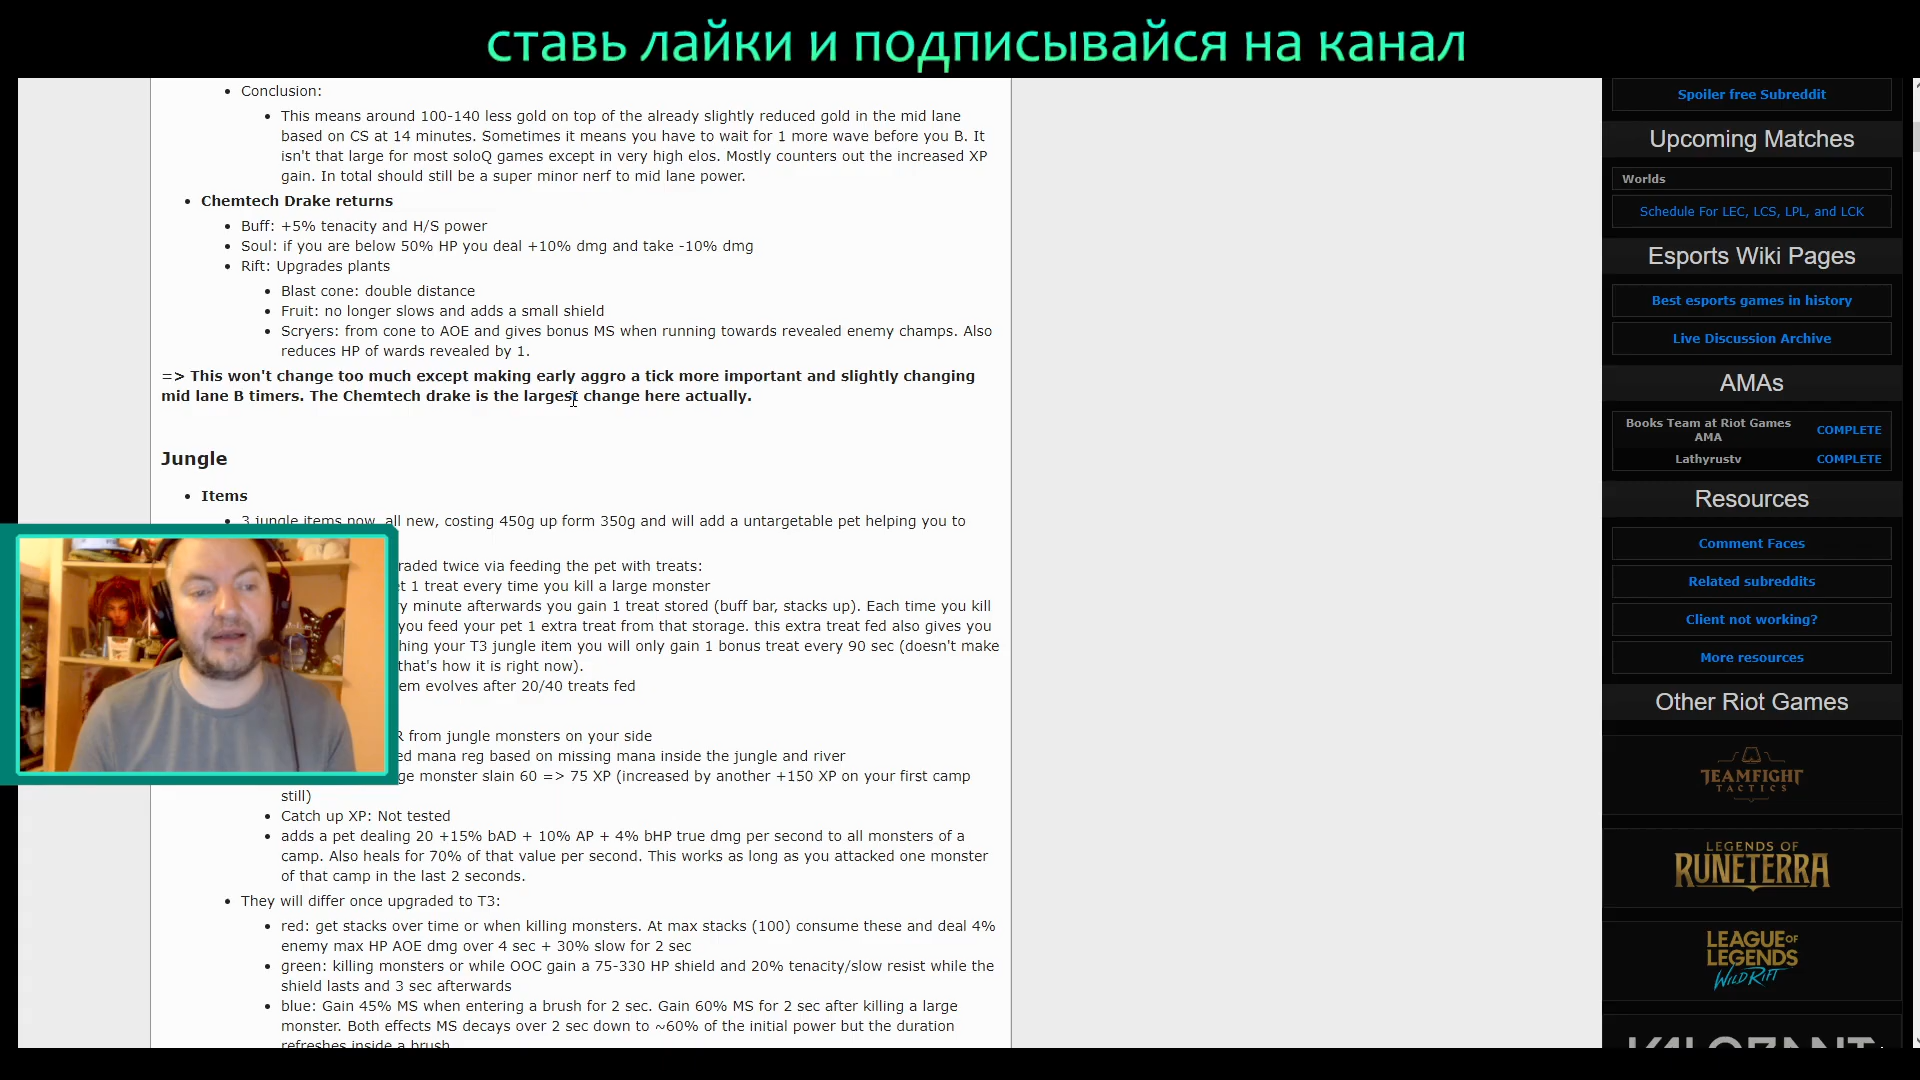 ставь лайки и подписывайся на канал
Conclusion:
This means around 100-140 less gold on top of the already slightly reduced gold in the mid lane
based on CS at 14 minutes. Sometimes it means you have to wait for 1 more wave before you B. It
isn't that large for most soloQ games except in very high elos. Mostly counters out the increased XP
gain. In total should still be a super minor nerf to mid lane power.
Chemtech Drake returns
Buff: +5% tenacity and H/S power
Soul: if you are below 50% HP you deal +10% dmg and take -10% dmg
Rift: Upgrades plants
Blast cone: double distance
Fruit: no longer slows and adds a small shield
Scryers: from cone to AOE and gives bonus MS when running towards revealed enemy champs. Also
reduces HP of wards revealed by 1.
=> This won't change too much except making early aggro a tick more important and slightly changing
mid lane B timers. The Chemtech drake is the largest change here actually.
Jungle
Items
3 jungle items now, all new, costing 450g up form 350g and will add a untargetable pet helping you to
raded twice via feeding the pet with treats:
t 1 treat every time you kill a large monster
ry minute afterwards you gain 1 treat stored (buff bar, stacks up). Each time you kill
you feed your pet 1 extra treat from that storage. this extra treat fed also gives you
hing your T3 jungle item you will only gain 1 bonus treat every 90 sec (doesn't make
that's how it is right now).
em evolves after 20/40 treats fed
R from jungle monsters on your side
ed mana reg based on missing mana inside the jungle and river
ge monster slain 60 => 75 XP (increased by another +150 XP on your first camp
still)
Catch up XP: Not tested
adds a pet dealing 20 +15% bAD + 10% AP + 4% bHP true dmg per second to all monsters of a
camp. Also heals for 70% of that value per second. This works as long as you attacked one monster
of that camp in the last 2 seconds.
They will differ once upgraded to T3:
red: get stacks over time or when killing monsters. At max stacks (100) consume these and deal 4%
enemy max HP AOE dmg over 4 sec + 30% slow for 2 sec
green: killing monsters or while OOC gain a 75-330 HP shield and 20% tenacity/slow resist while the
shield lasts and 3 sec afterwards
blue: Gain 45% MS when entering a brush for 2 sec. Gain 60% MS for 2 sec after killing a large
monster. Both effects MS decays over 2 sec down to ~60% of the initial power but the duration
refreshes inside a brush
Spoiler free Subreddit
Upcoming Matches
Worlds
Schedule For LEC, LCS, LPL, and LCK
Esports Wiki Pages
Best esports games in history
Live Discussion Archive
AMAs
Books Team at Riot Games
AMA
COMPLETE
Lathyrustv
COMPLETE
Resources
Comment Faces
Related subreddits
Client not working?
More resources
Other Riot Games
TEAMFIGHT
TACTICS
LEGENDS OF
RUNETERRA
LEAGUE OF
LEGENDS
WILD RIFT